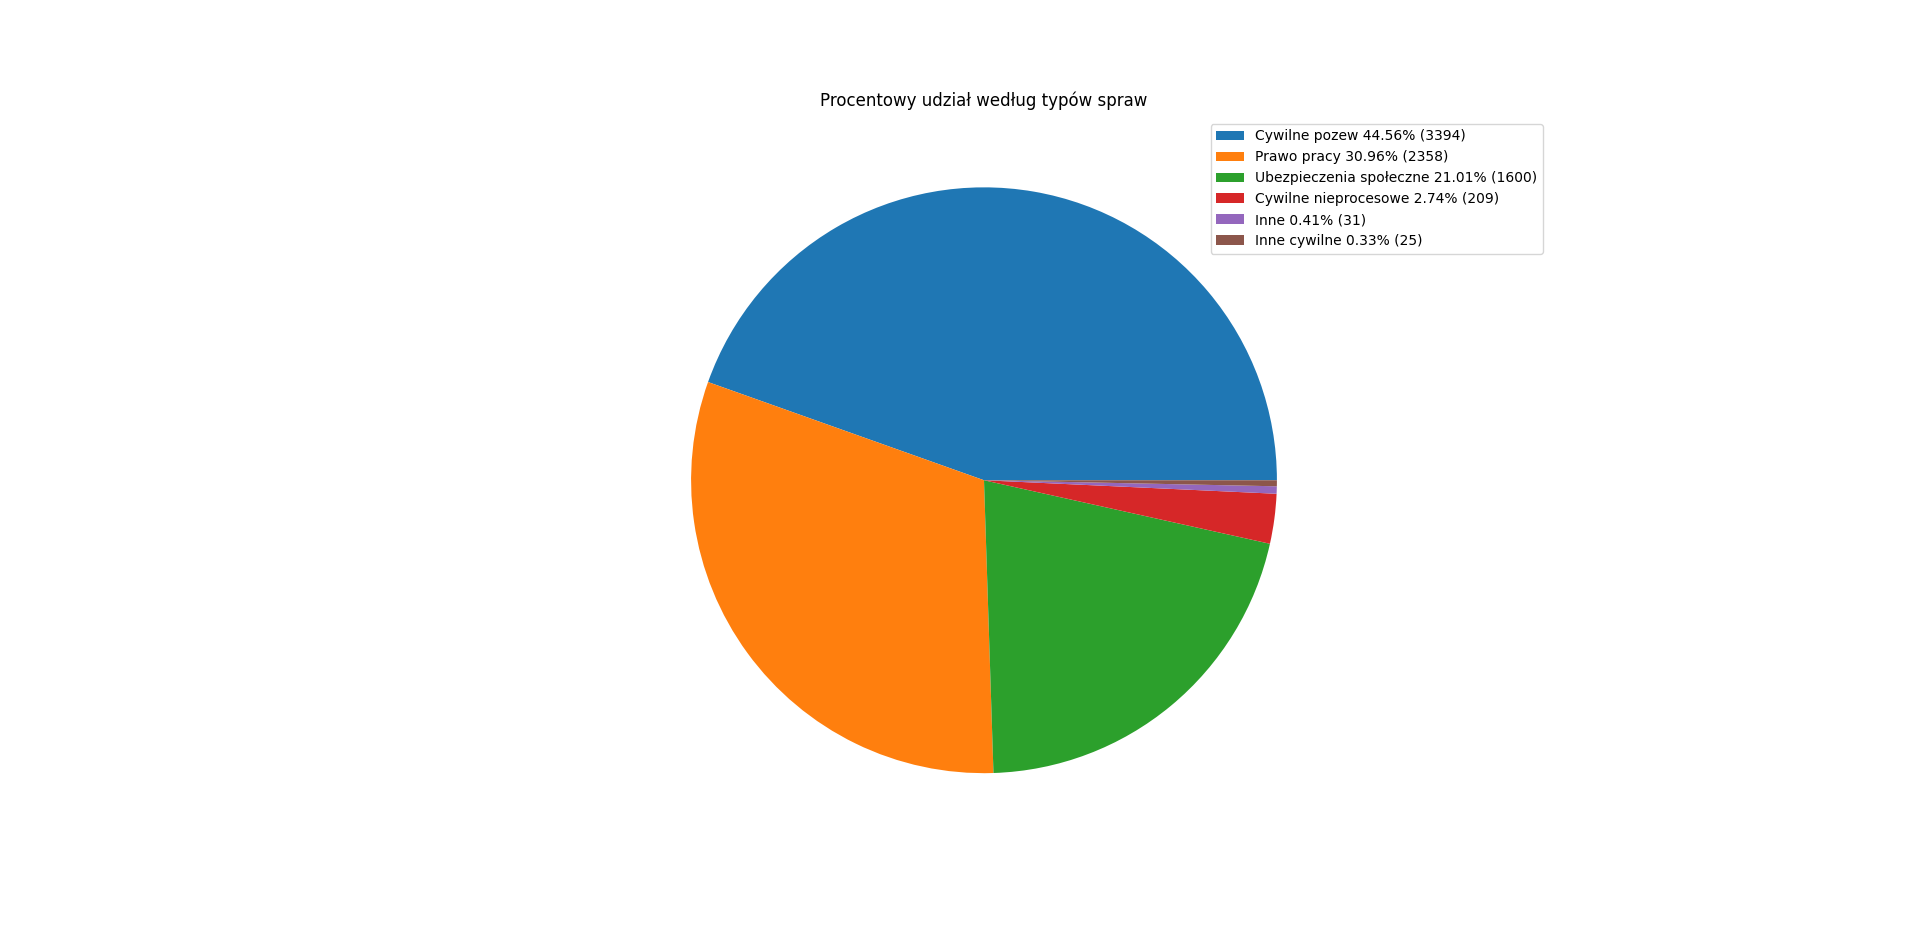 Procentowy udział według typów spraw
Cywilne pozew 44.56% (3394)
Prawo pracy 30.96% (2358)
Ubezpieczenia społeczne 21.01% (1600)
Cywilne nieprocesowe 2.74% (209)
Inne 0.41% (31)
Inne cywilne 0.33% (25)